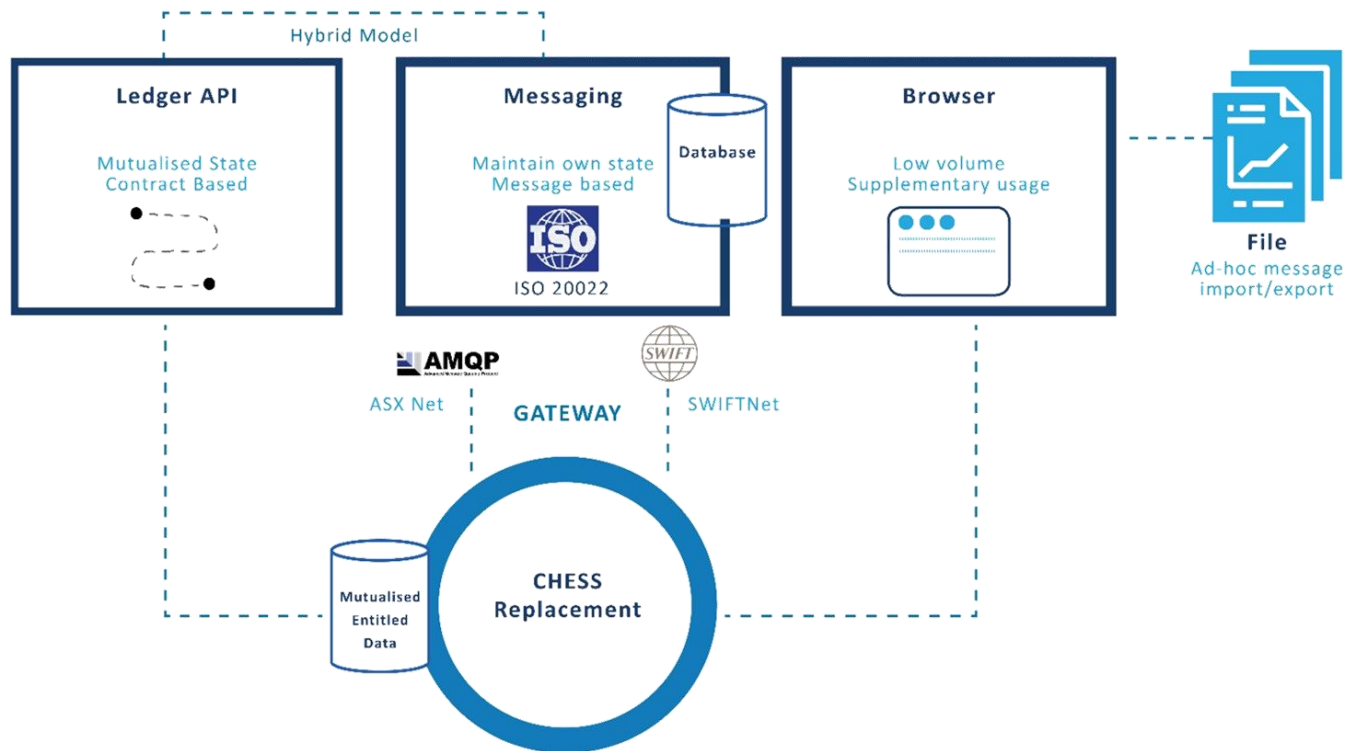 Hybrid Model
Ledger API
Mutualised State
Contract Based
Messaging
Maintain own state
Message based
ISO
ISO 20022
Database
Browser
Low volume
Supplementary usage
File
Ad-hoc message
import/export
AMQP
ASX Net
GATEWAY
SWIFT
SWIFTNet
Mutualised
Entitled
Data
CHESS
Replacement